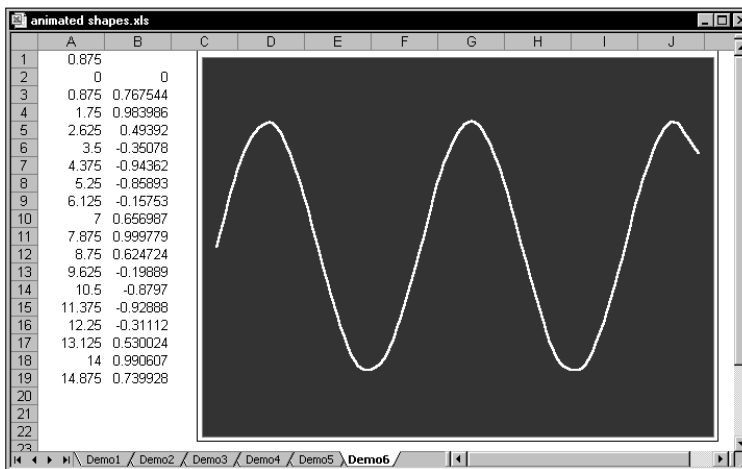 animated shapes.xls
A B C D E F G H I J
1 0.875
2 0 0
3 0.875 0.767544
4 1.75 0.983986
5 2.625 0.49392
6 3.5 -0.35078
7 4.375 -0.94362
8 5.25 -0.85893
9 6.125 -0.15753
10 7 0.656987
11 7.875 0.999779
12 8.75 0.624724
13 9.625 -0.19889
14 10.5 -0.8797
15 11.375 -0.92888
16 12.25 -0.31112
17 13.125 0.530024
18 14 0.990607
19 14.875 0.739928
20
21
22
23
Demo1 Demo2 Demo3 Demo4 Demo5 Demo6